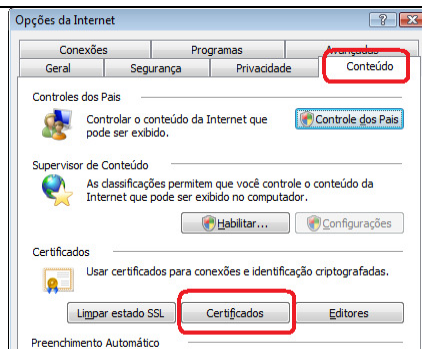 Opções da Internet
Conexões Programas Avançadas
Geral Segurança Privacidade Conteúdo
Controles dos Pais
Controlar o conteúdo da Internet que
pode ser exibido.
Controle dos Pais
Supervisor de Conteúdo
As classificações permitem que você controle o conteúdo da
Internet que pode ser exibido no computador.
Habilitar... Configurações
Certificados
Usar certificados para conexões e identificação criptografadas.
Limpar estado SSL Certificados Editores
Preenchimento Automático